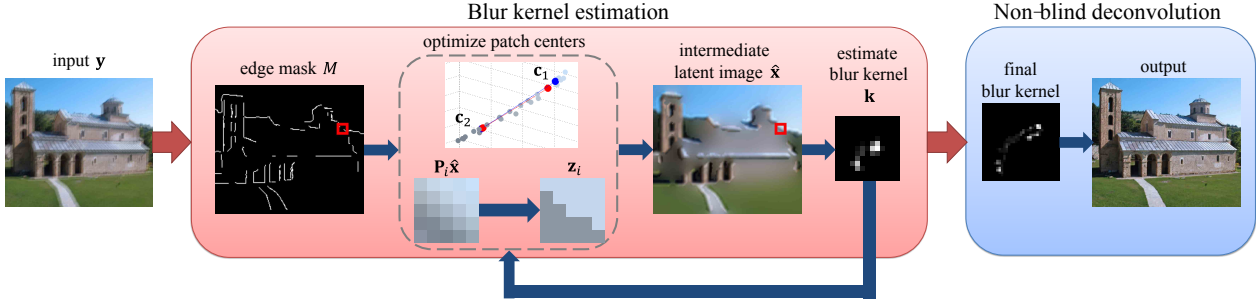 Blur kernel estimation
Non-blind deconvolution
input y
edge mask M
optimize patch centers
c₁
c₂
Pᵢx̂
zᵢ
intermediate
latent image x̂
estimate
blur kernel
k
final
blur kernel
output